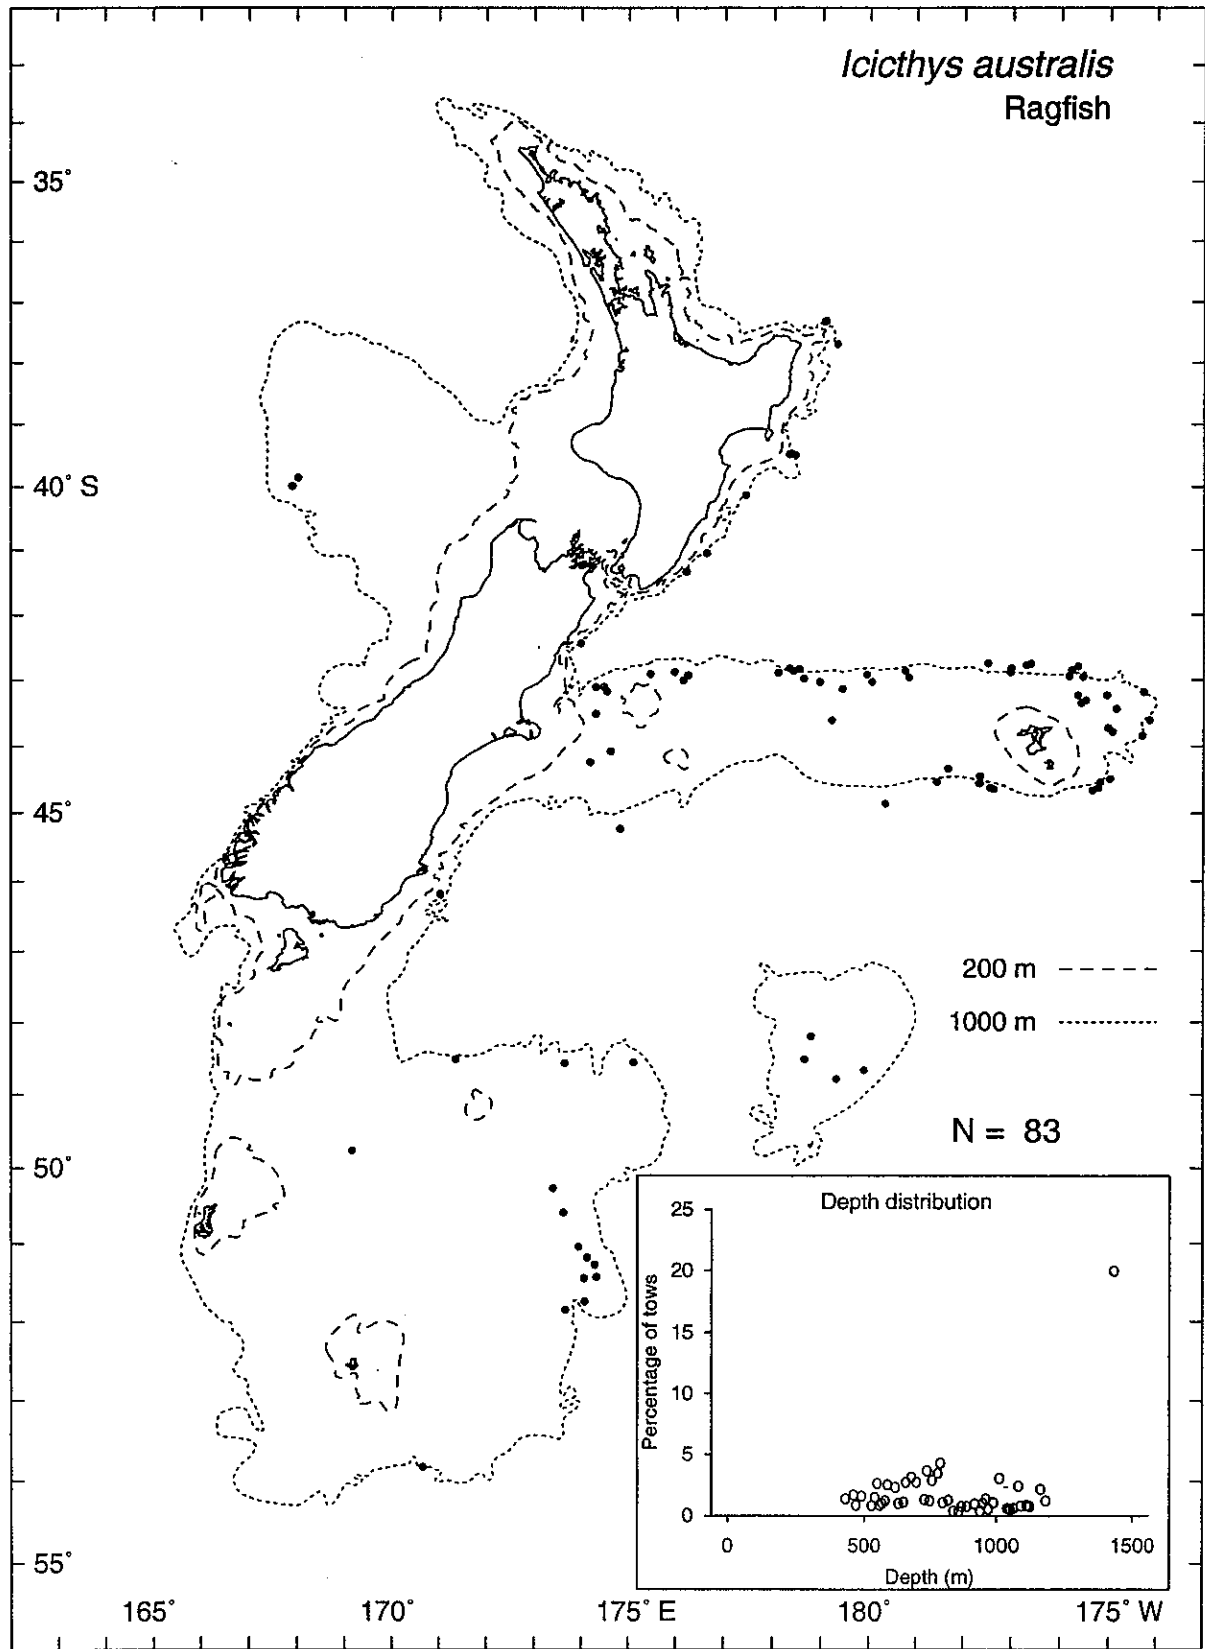 Icicthys australis
Ragfish
35°
40° S
45°
50°
55°
200 m
1000 m
N = 83
Depth distribution
Percentage of tows
25
20
15
10
5
0
0 500 1000 1500
Depth (m)
165° 170° 175° E 180° 175° W